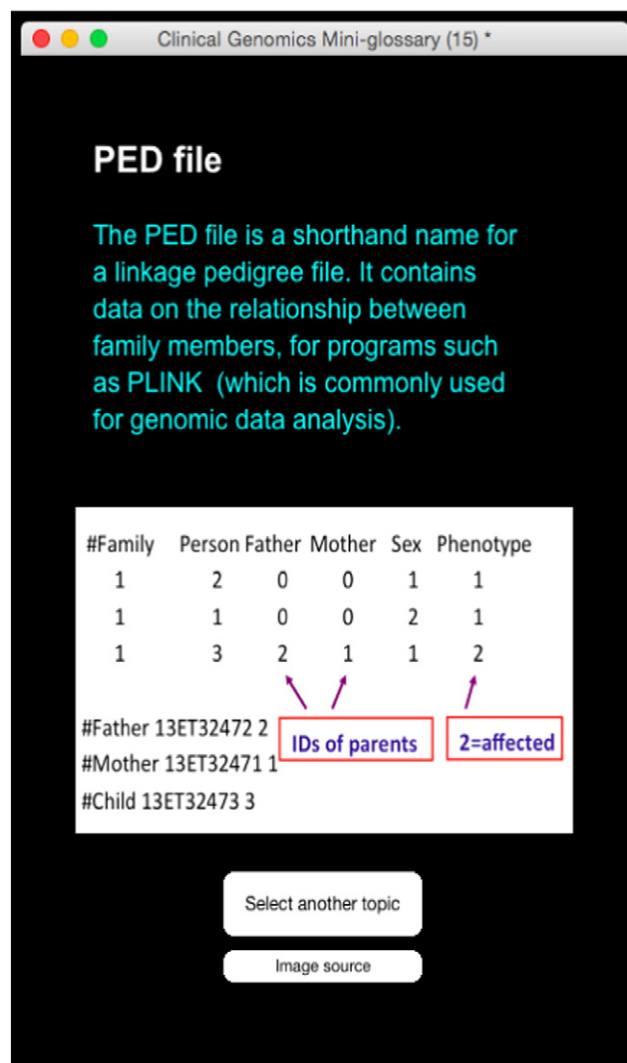 Clinical Genomics Mini-glossary (15) *
PED file
The PED file is a shorthand name for
a linkage pedigree file. It contains
data on the relationship between
family members, for programs such
as PLINK (which is commonly used
for genomic data analysis).
#Family Person Father Mother Sex Phenotype
1 2 0 0 1 1
1 1 0 0 2 1
1 3 2 1 1 2
#Father 13ET32472 2
#Mother 13ET32471 1
#Child 13ET32473 3
IDs of parents
2=affected
Select another topic
Image source